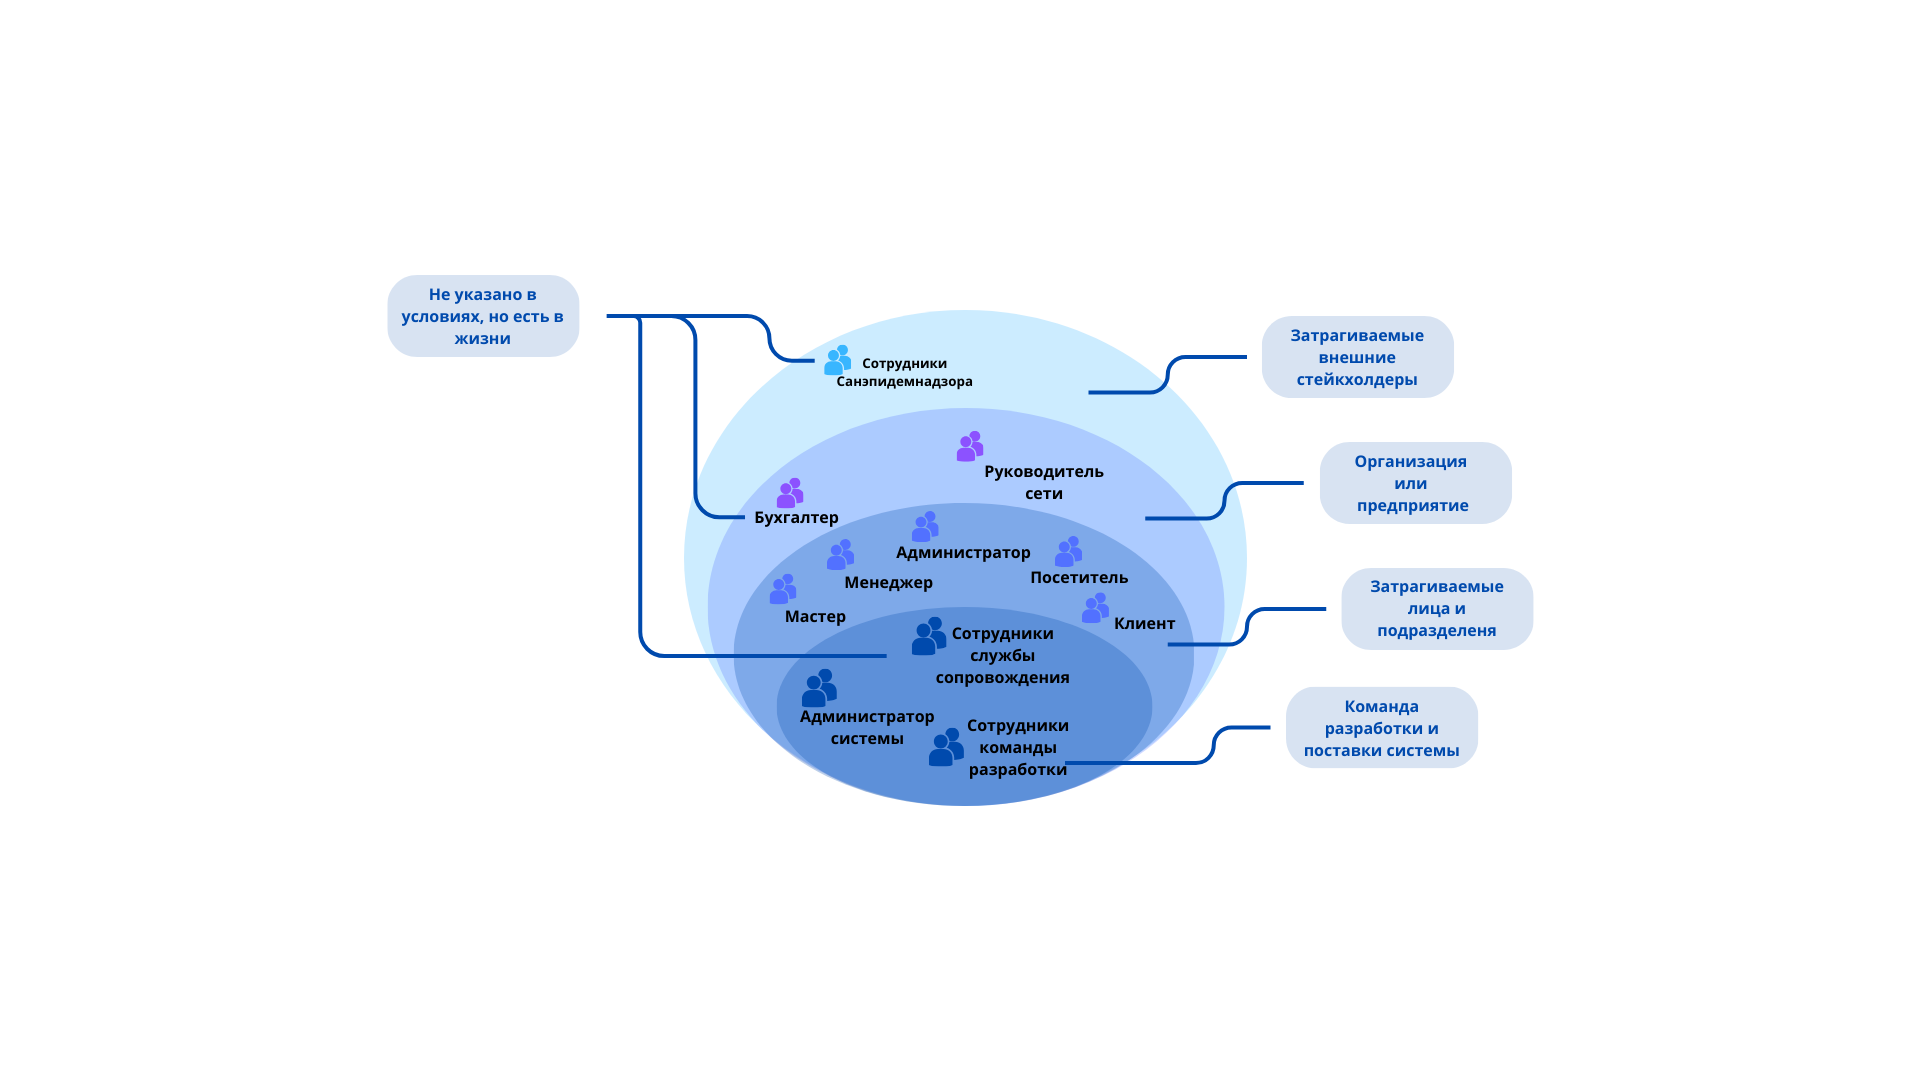 Не указано в
условиях, но есть в
жизни
Затрагиваемые
внешние
стейкхолдеры
Сотрудники
Санэпидемнадзора
Организация
или
предприятие
Руководитель
сети
Бухгалтер
Администратор
Менеджер
Посетитель
Мастер
Клиент
Затрагиваемые
лица и
подразделеня
Сотрудники
службы
сопровождения
Администратор
системы
Сотрудники
команды
разработки
Команда
разработки и
поставки системы